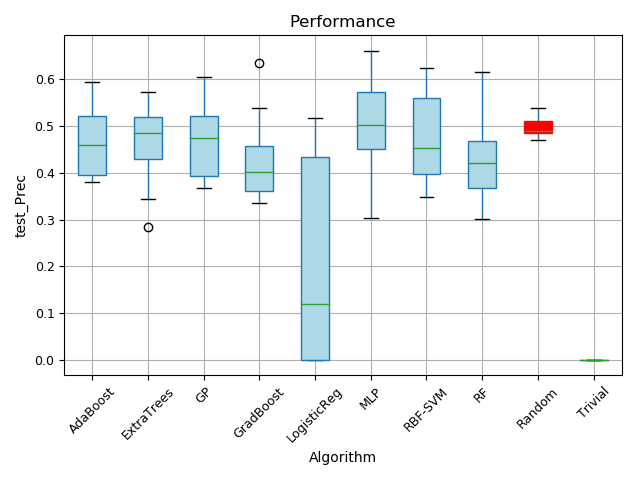 Performance
test_Prec
0.6
0.5
0.4
0.3
0.2
0.1
0.0
AdaBoost
ExtraTrees
GP
GradBoost
LogisticReg
MLP
RBF-SVM
RF
Random
Trivial
Algorithm